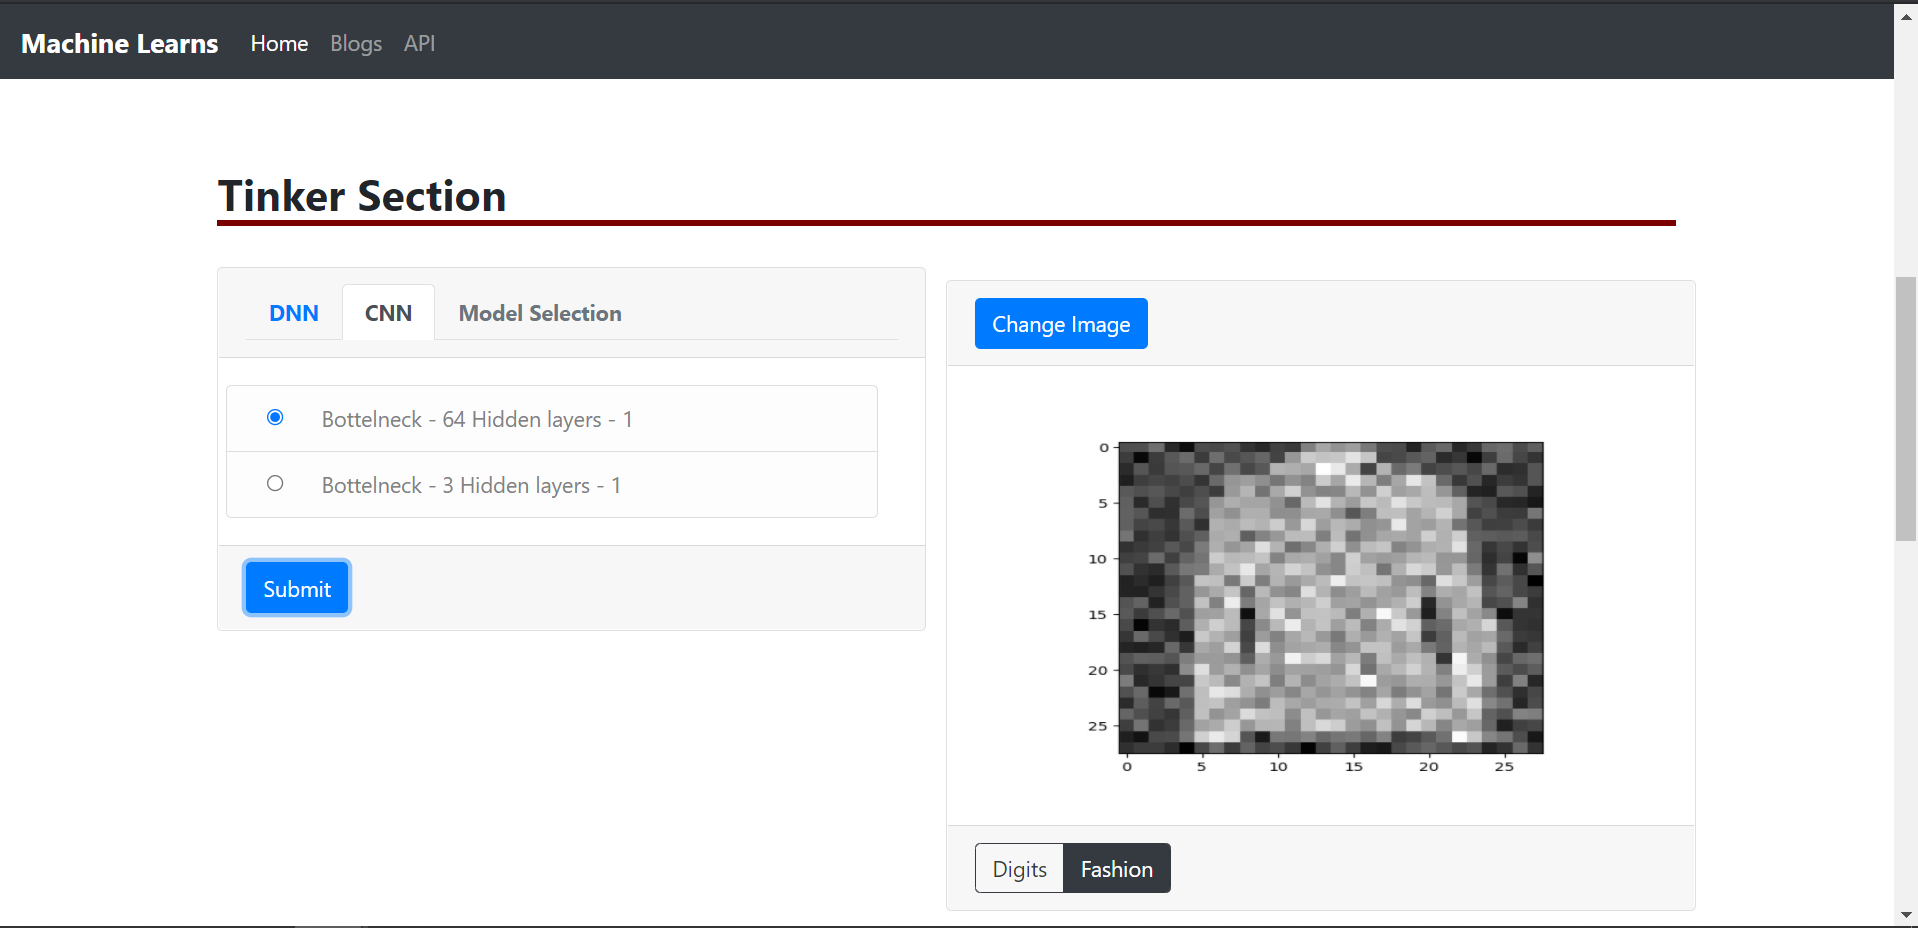 Machine Learns Home Blogs API
Tinker Section
DNN CNN Model Selection
Bottelneck - 64 Hidden layers - 1
Bottelneck - 3 Hidden layers - 1
Submit
Change Image
0
5
10
15
20
25
0 5 10 15 20 25
Digits Fashion